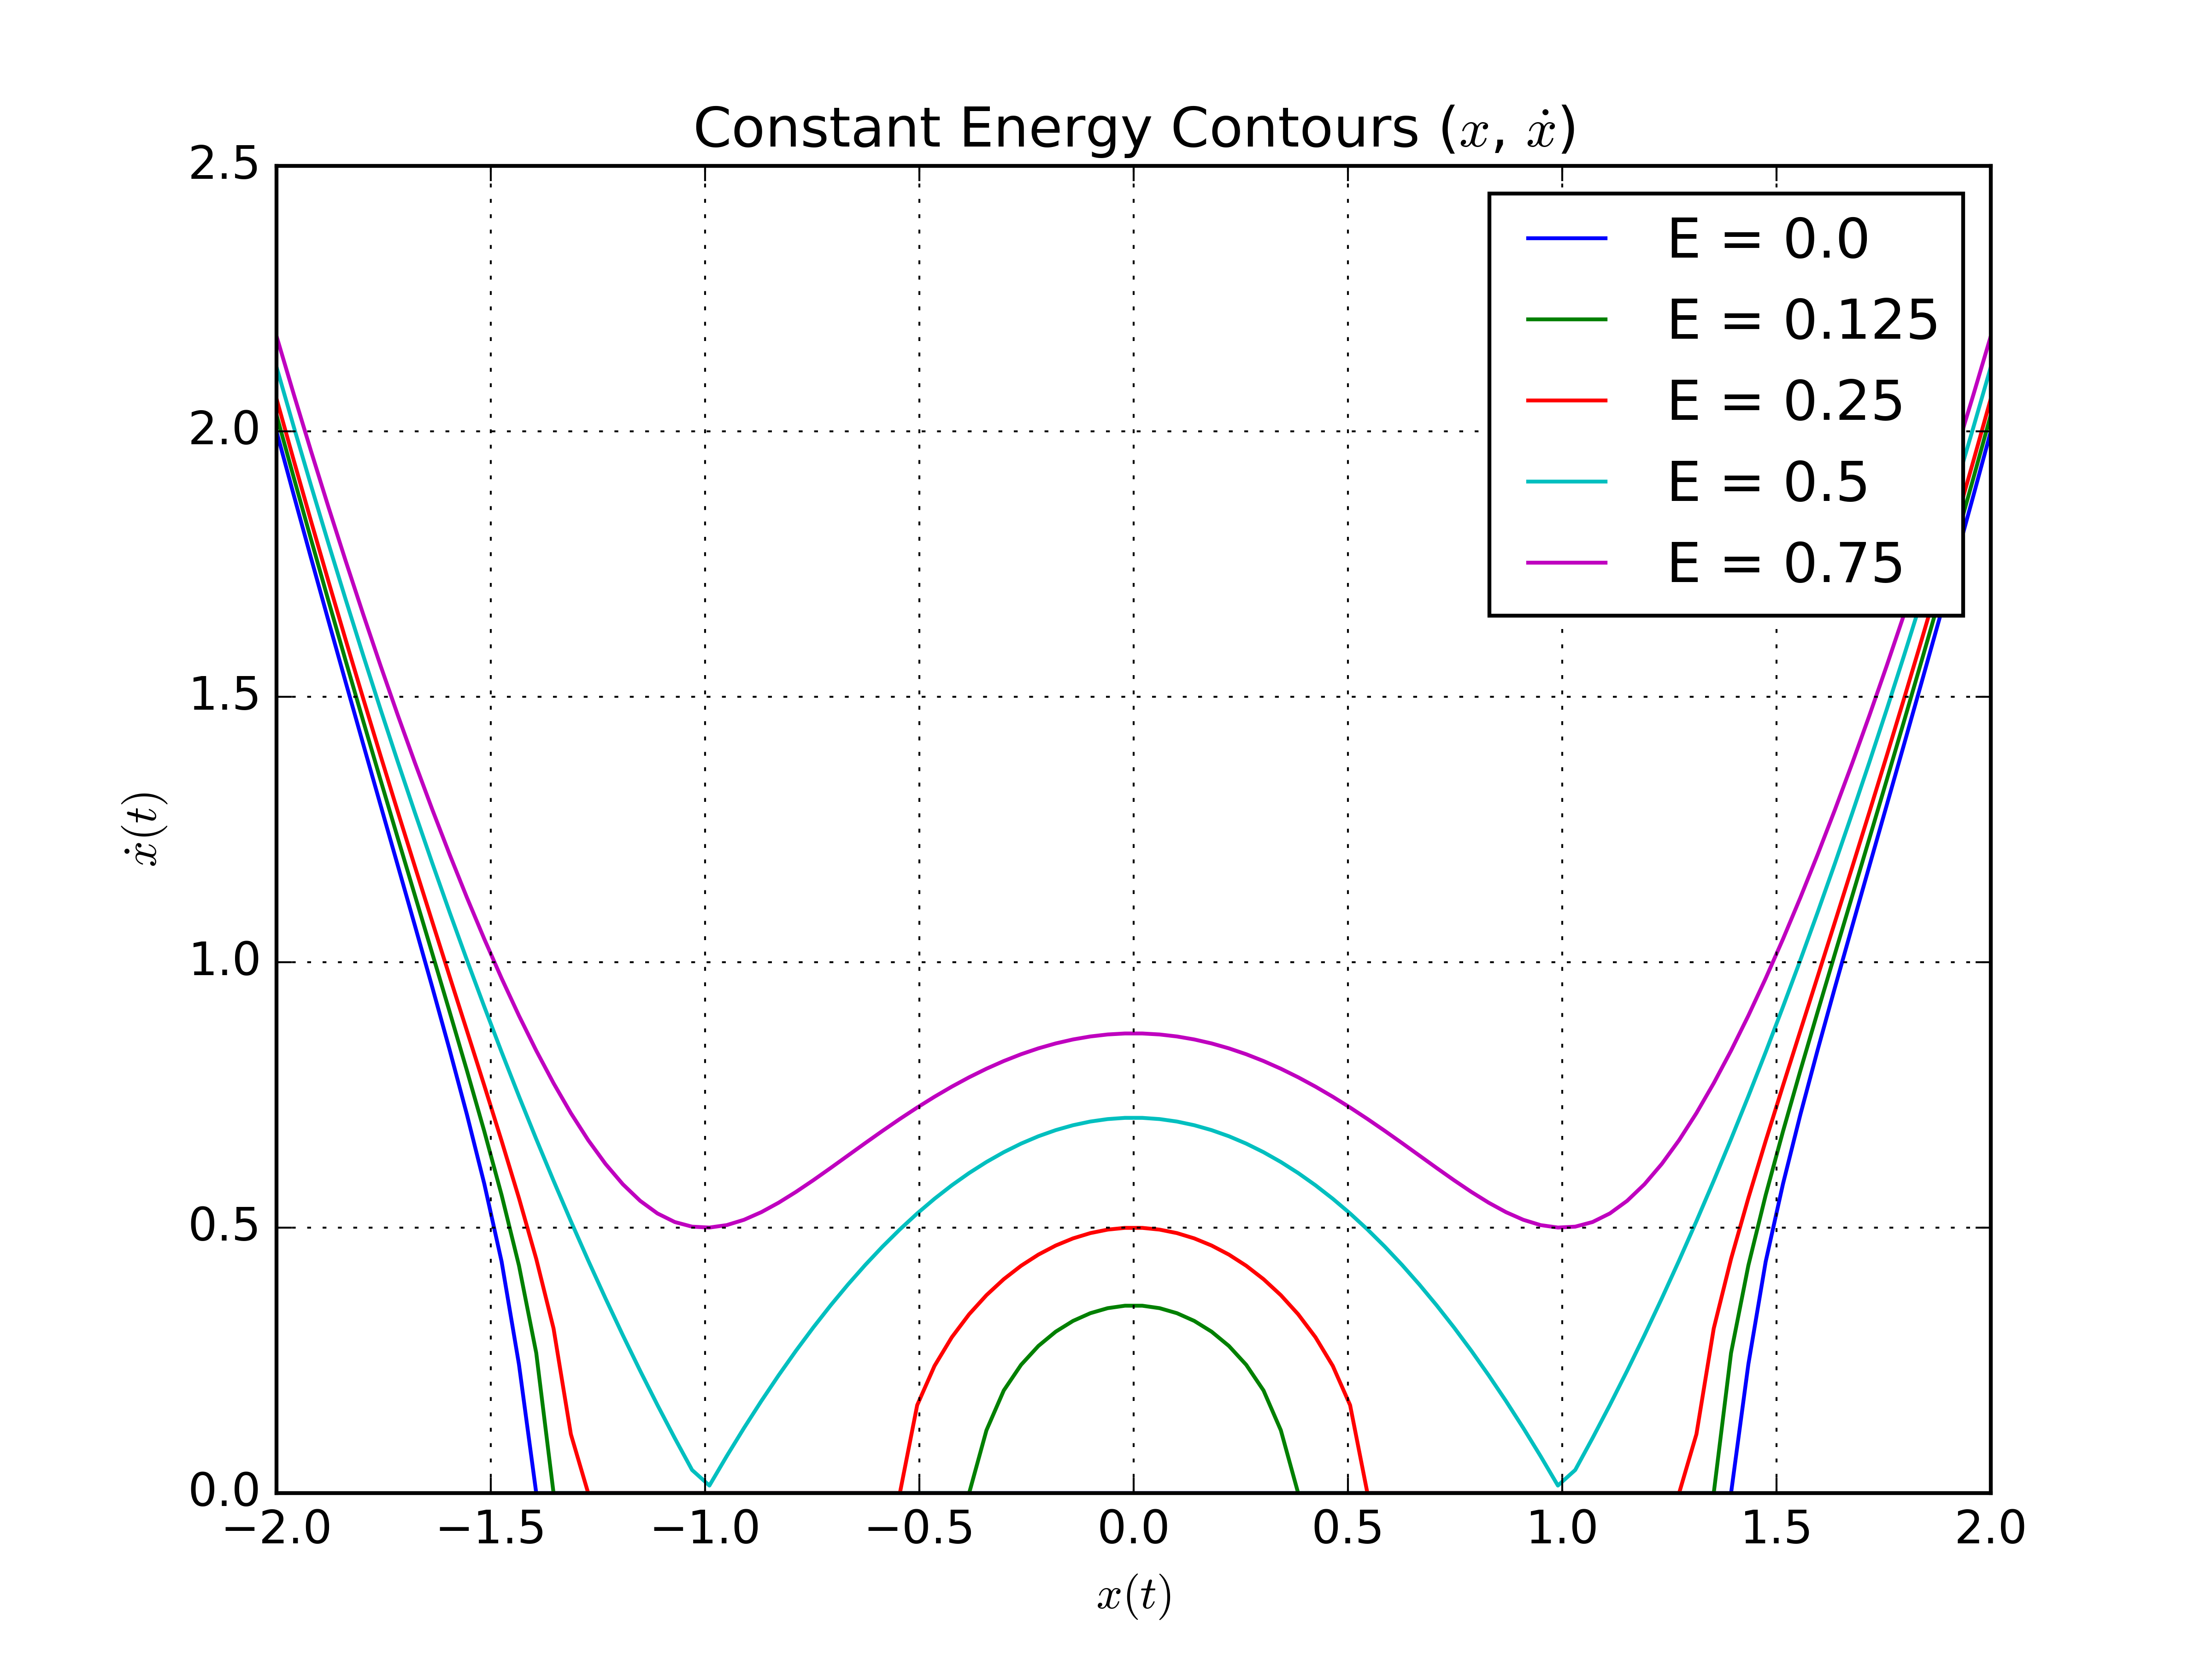 Constant Energy Contours (x, ẋ)
2.5
2.0
1.5
1.0
0.5
0.0
ẋ(t)
E = 0.0
E = 0.125
E = 0.25
E = 0.5
E = 0.75
−2.0 −1.5 −1.0 −0.5 0.0 0.5 1.0 1.5 2.0
x(t)